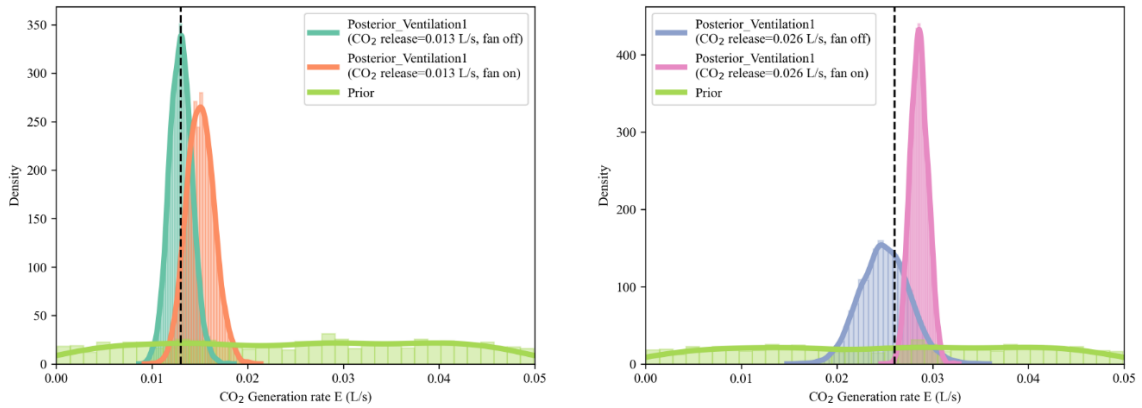 Posterior_Ventilation1
(CO₂ release=0.013 L/s, fan off)
Posterior_Ventilation1
(CO₂ release=0.013 L/s, fan on)
Prior
350
300
250
200
150
100
50
0
Density
0.00 0.01 0.02 0.03 0.04 0.05
CO₂ Generation rate E (L/s)
Posterior_Ventilation1
(CO₂ release=0.026 L/s, fan off)
Posterior_Ventilation1
(CO₂ release=0.026 L/s, fan on)
Prior
400
300
200
100
0
Density
0.00 0.01 0.02 0.03 0.04 0.05
CO₂ Generation rate E (L/s)